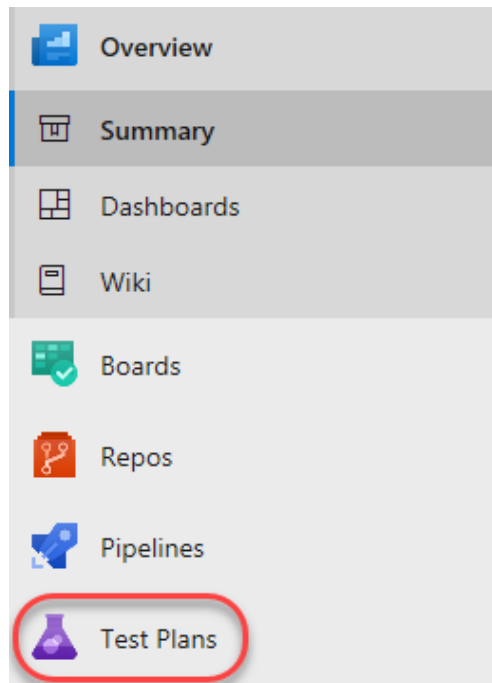 Overview
Summary
Dashboards
Wiki
Boards
Repos
Pipelines
Test Plans